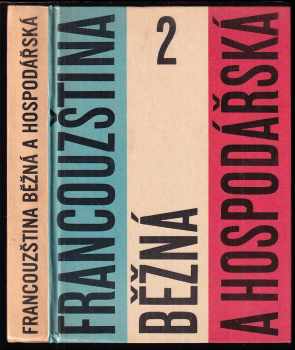 FRANCOUZŠTINA BĚŽNÁ A HOSPODÁŘSKÁ
FRANCOUZŠTINA
2
BĚŽNÁ
A HOSPODÁŘSKÁ